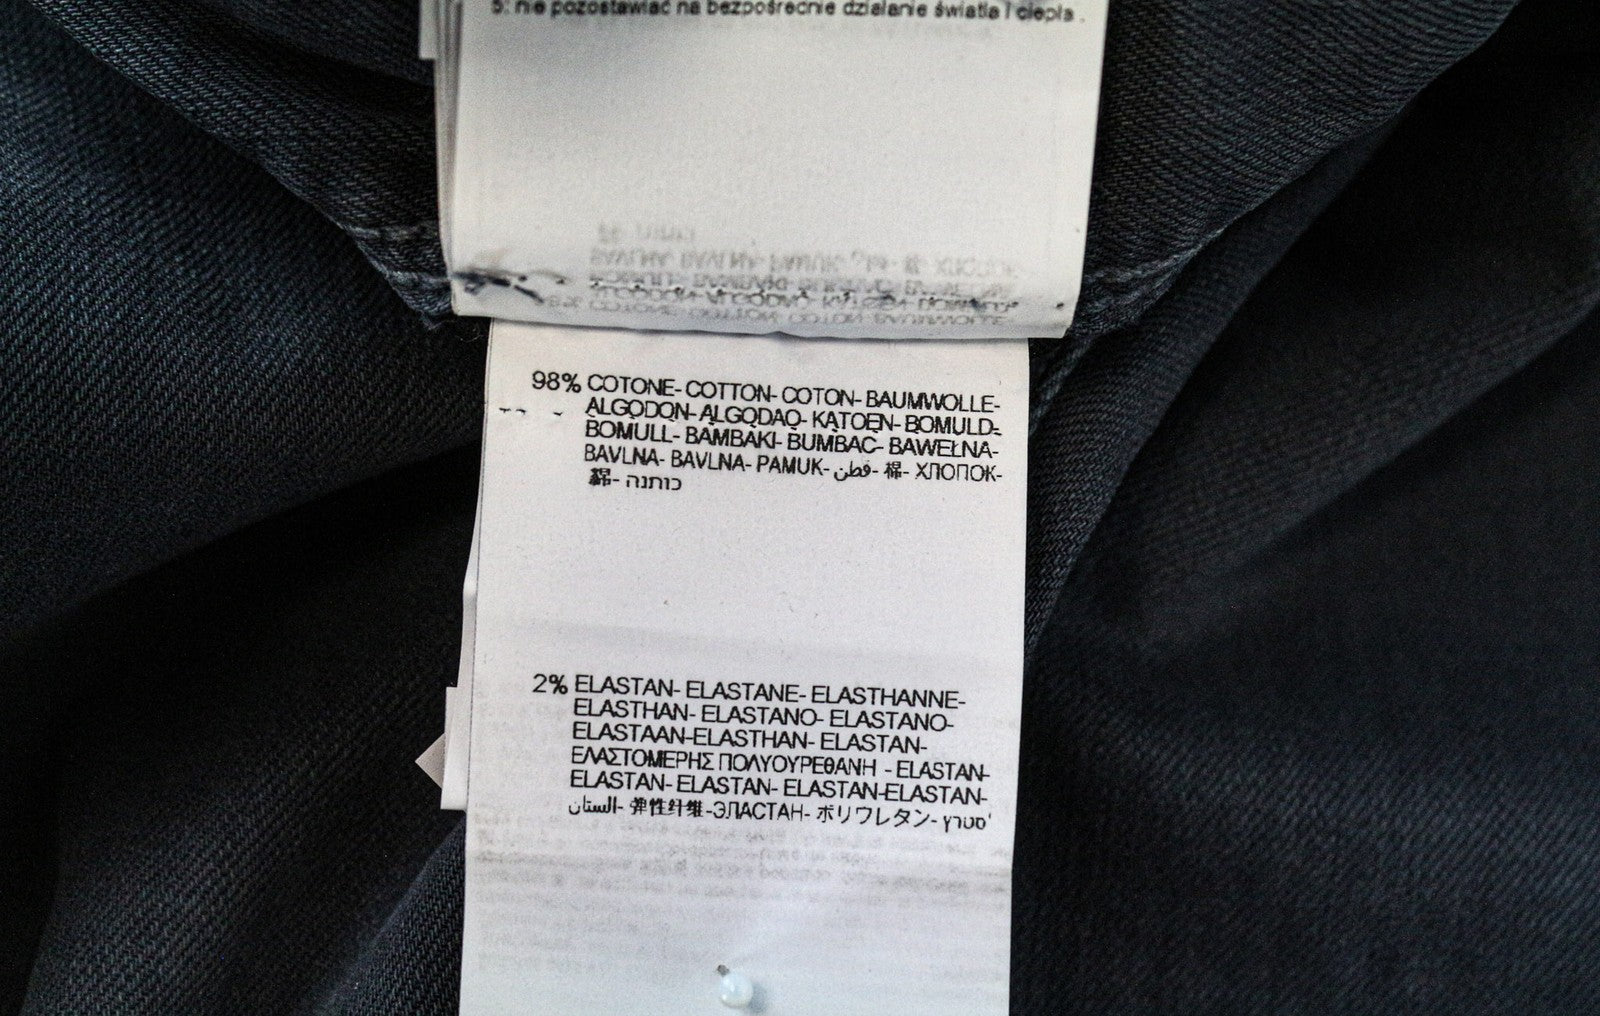 5: nie pozostawiać na bezpośrednie działanie światła i ciepła.
98% COTONE- COTTON- COTON- BAUMWOLLE-
ALGODON- ALGODAO- KATOEN- BOMULD-
BOMULL- BAMBAKI- BUMBAC- BAWEŁNA-
BAVLNA- BAVLNA- PAMUK- قطن- 棉- ХЛОПОК-
綿- כותנה
2% ELASTAN- ELASTANE- ELASTHANNE-
ELASTHAN- ELASTANO- ELASTANO-
ELASTAAN-ELASTHAN- ELASTAN-
ΕΛΑΣΤΟΜΕΡΗΣ ΠΟΛΥΟΥΡΕΘΑΝΗ - ELASTAN-
ELASTAN- ELASTAN- ELASTAN-ELASTAN-
الستان- 弹性纤维-ЭЛАСТАН- ポリウレタン- סטרץ'